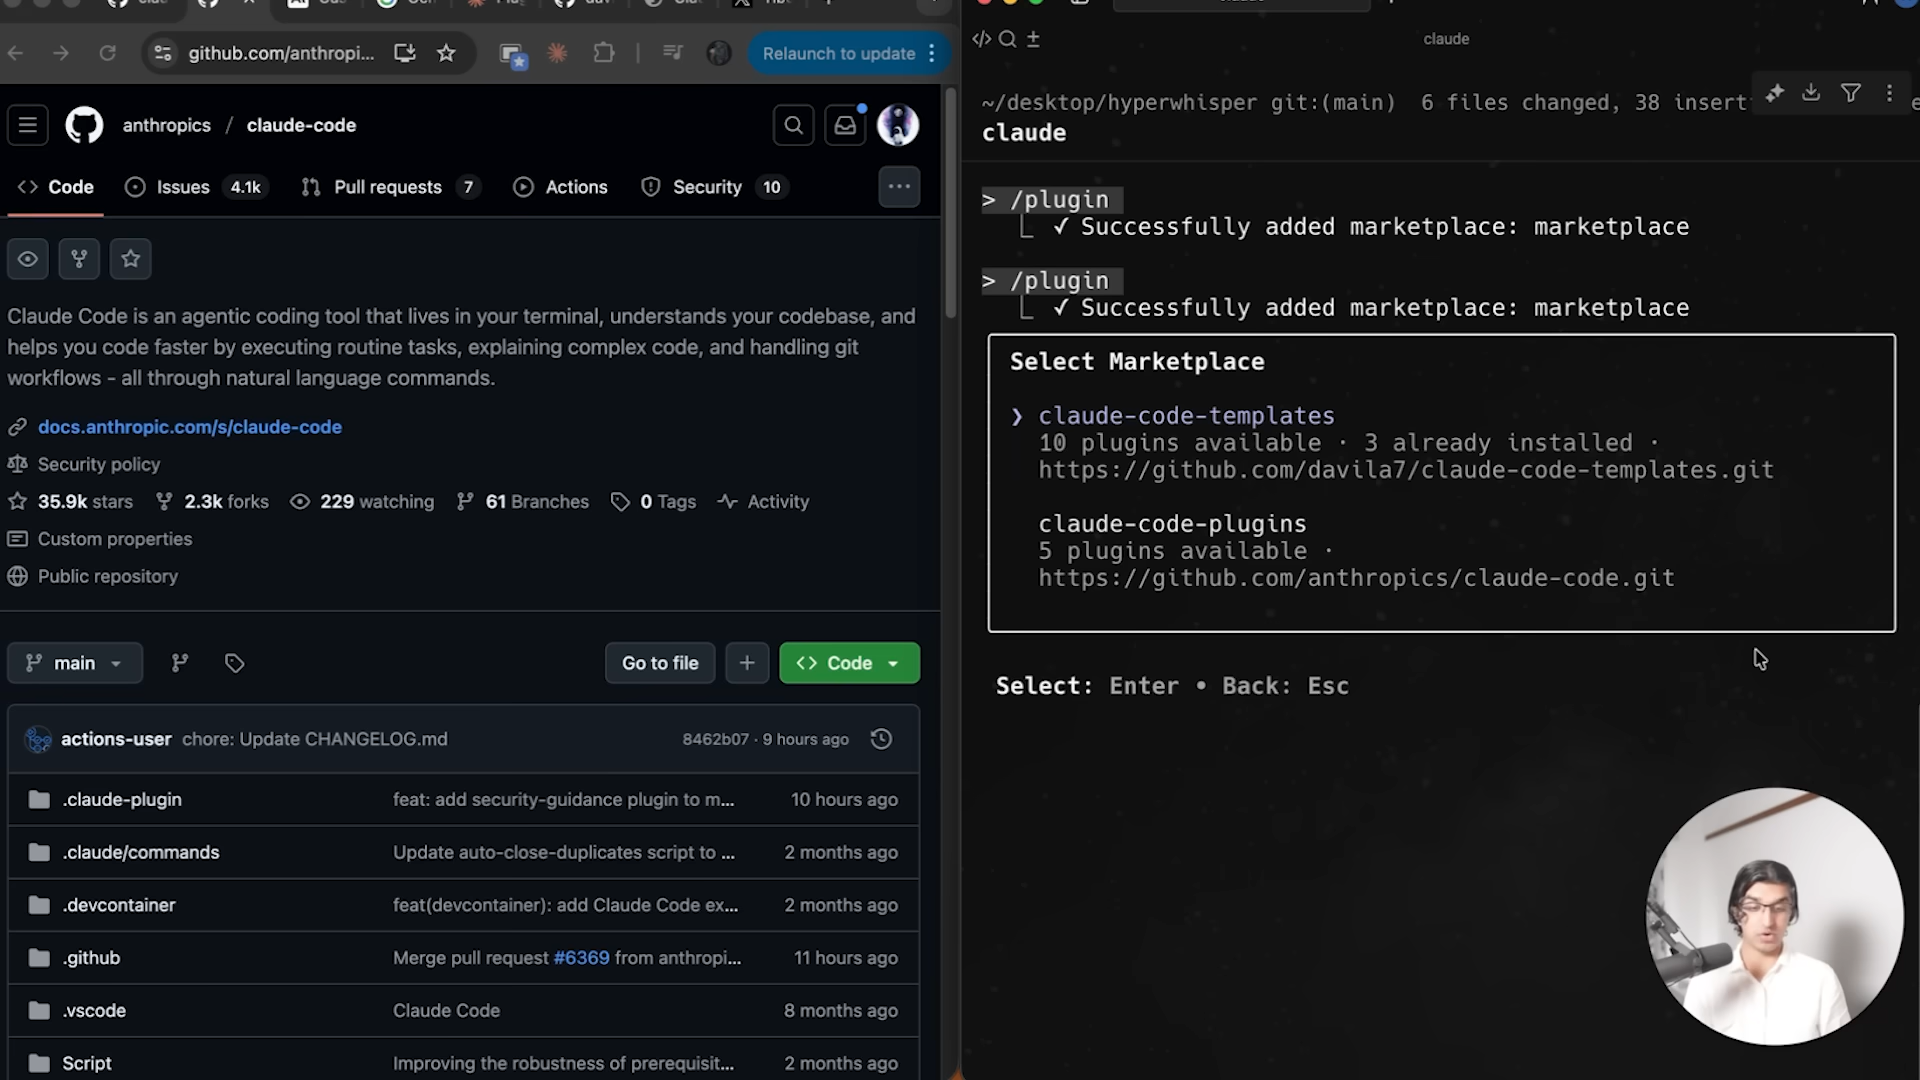 github.com/anthropi...
Relaunch to update
anthropics / claude-code
Code
Issues 4.1k
Pull requests 7
Actions
Security 10
Claude Code is an agentic coding tool that lives in your terminal, understands your codebase, and
helps you code faster by executing routine tasks, explaining complex code, and handling git
workflows - all through natural language commands.
docs.anthropic.com/s/claude-code
Security policy
35.9k stars 2.3k forks 229 watching 61 Branches 0 Tags Activity
Custom properties
Public repository
main
Go to file
Code
actions-user chore: Update CHANGELOG.md 8462b07 · 9 hours ago
.claude-plugin feat: add security-guidance plugin to m... 10 hours ago
.claude/commands Update auto-close-duplicates script to ... 2 months ago
.devcontainer feat(devcontainer): add Claude Code ex... 2 months ago
.github Merge pull request #6369 from anthropi... 11 hours ago
.vscode Claude Code 8 months ago
Script Improving the robustness of prerequisit... 2 months ago
claude
~/desktop/hyperwhisper git:(main) 6 files changed, 38 insert
claude
> /plugin
✓ Successfully added marketplace: marketplace
> /plugin
✓ Successfully added marketplace: marketplace
Select Marketplace
❯ claude-code-templates
10 plugins available · 3 already installed ·
https://github.com/davila7/claude-code-templates.git
claude-code-plugins
5 plugins available ·
https://github.com/anthropics/claude-code.git
Select: Enter • Back: Esc